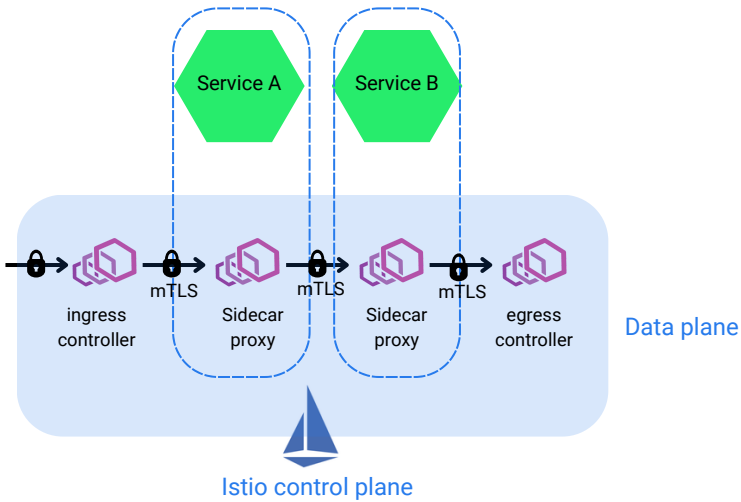 Service A
Service B
mTLS
mTLS
mTLS
ingress
controller
Sidecar
proxy
Sidecar
proxy
egress
controller
Data plane
Istio control plane